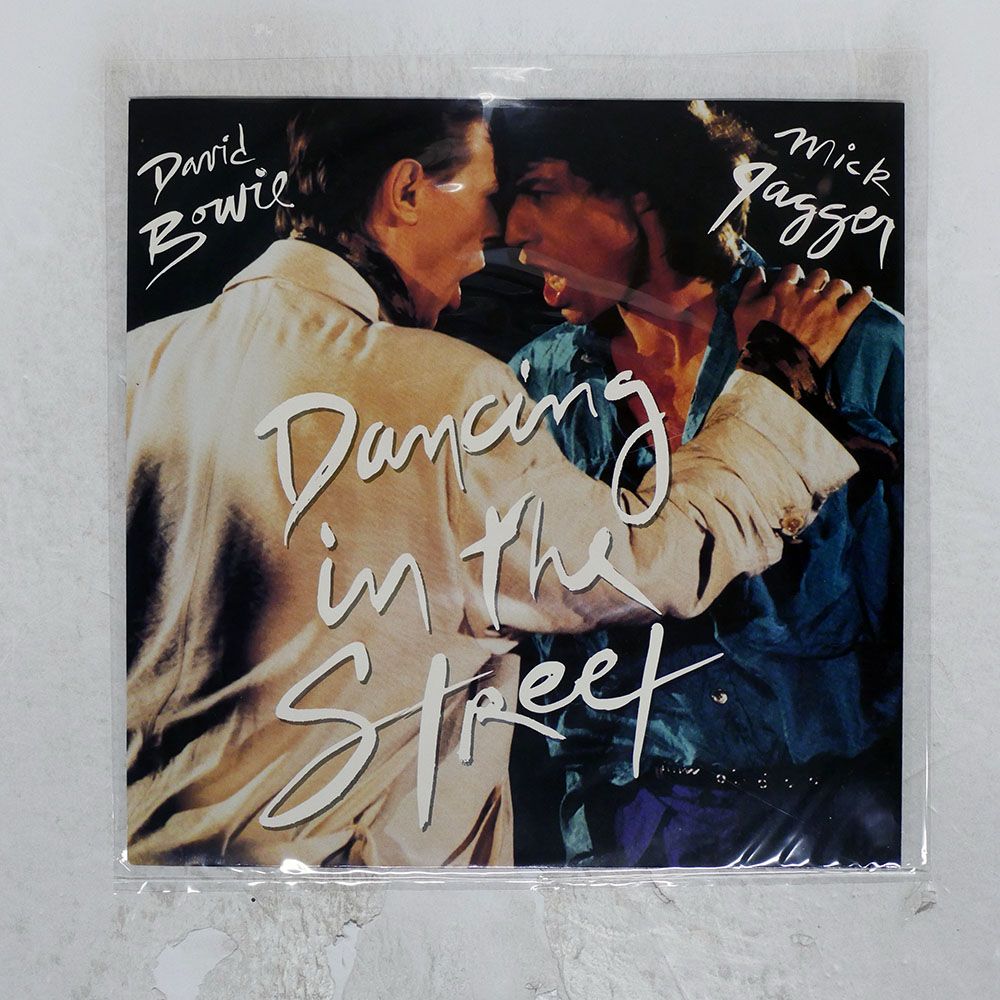 David
Bowie
Mick
Jagger
Dancing
in the
Street